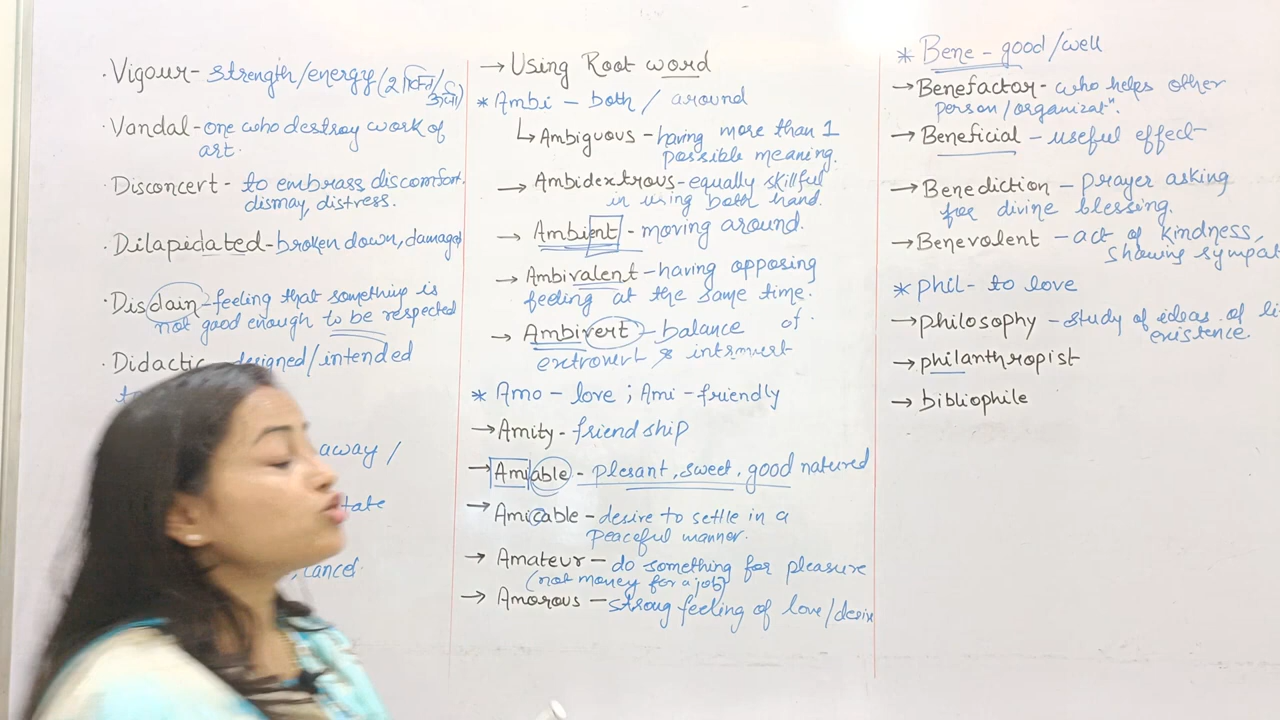 · Vigour - strength/energy (शक्ति/
ऊर्जा)
· Vandal - one who destroy work of
art.
· Disconcert - to embrass discomfort.
dismay, distress.
· Dilapidated - broken down, damaged
· Disdain - feeling that something is
not good enough to be respected
· Didactic designed/intended
away /
tate
, cancel
→ Using Root word
* Ambi - both / around
↳ Ambiguous - having more than 1
possible meaning.
→ Ambidextrous - equally skillful
in using both hand.
→ Ambient - moving around.
→ Ambivalent - having opposing
feeling at the same time.
→ Ambivert - balance of
extrovert & introvert
* Amo - love ; Ami - friendly
→ Amity - friendship
→ Amiable - plesant, sweet, good natured
→ Amicable - desire to settle in a
peaceful manner.
→ Amateur - do something for pleasure
(not money for a job)
→ Amorous - strong feeling of love/desire
* Bene - good/well
→ Benefactor - who helps other
person/organizatⁿ.
→ Beneficial - useful effect
→ Benediction - prayer asking
for divine blessing.
→ Benevolent - act of kindness,
showing sympat
* phil - to love
→ philosophy - study of ideas of li
existence.
→ philanthropist
→ bibliophile